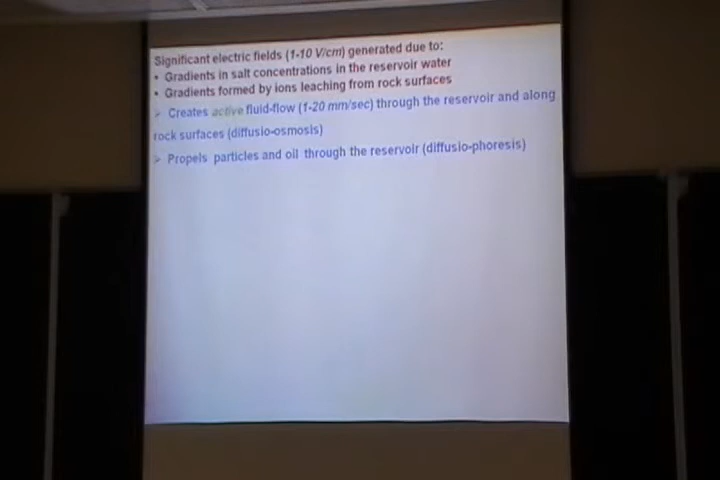 Significant electric fields (1-10 V/cm) generated due to:
• Gradients in salt concentrations in the reservoir water
• Gradients formed by ions leaching from rock surfaces
➢ Creates active fluid-flow (1-20 mm/sec) through the reservoir and along
rock surfaces (diffusio-osmosis)
➢ Propels particles and oil through the reservoir (diffusio-phoresis)